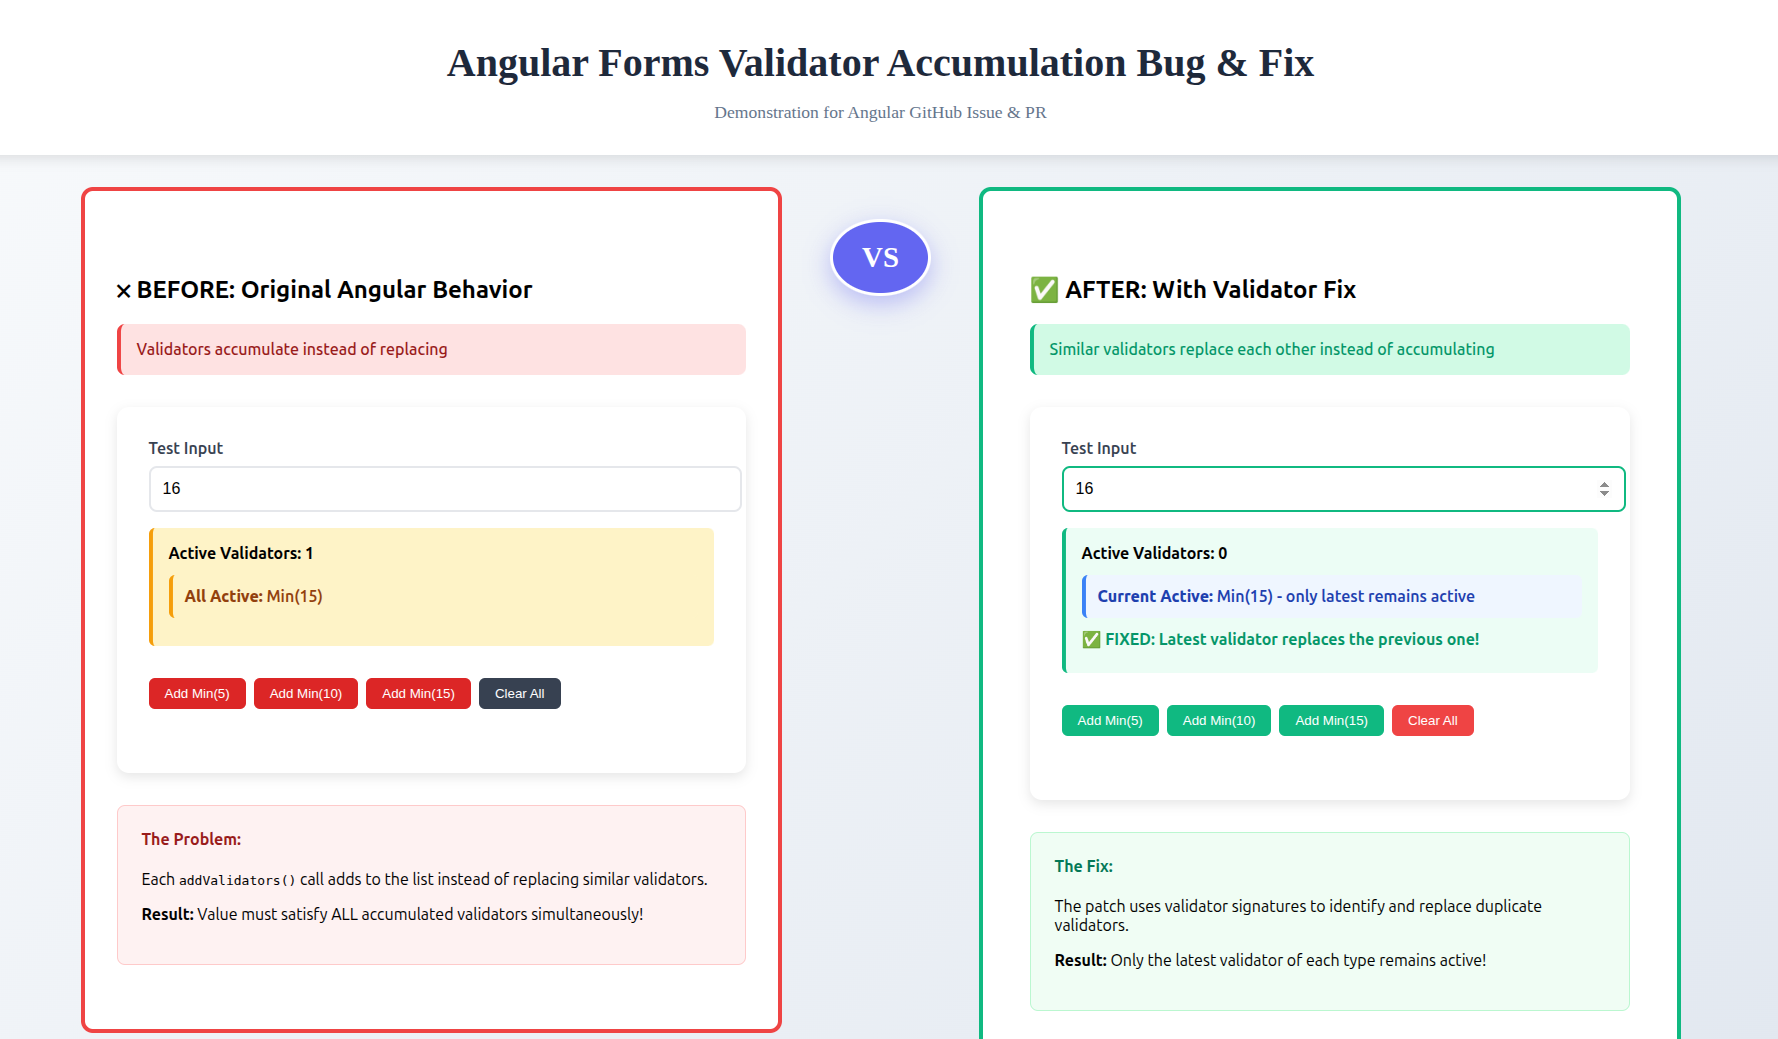 Angular Forms Validator Accumulation Bug & Fix
Demonstration for Angular GitHub Issue & PR
VS
❌ BEFORE: Original Angular Behavior
Validators accumulate instead of replacing
Test Input
16
Active Validators: 1
All Active: Min(15)
Add Min(5)
Add Min(10)
Add Min(15)
Clear All
The Problem:
Each addValidators() call adds to the list instead of replacing similar validators.
Result: Value must satisfy ALL accumulated validators simultaneously!
✅ AFTER: With Validator Fix
Similar validators replace each other instead of accumulating
Test Input
16
Active Validators: 0
Current Active: Min(15) - only latest remains active
✅ FIXED: Latest validator replaces the previous one!
Add Min(5)
Add Min(10)
Add Min(15)
Clear All
The Fix:
The patch uses validator signatures to identify and replace duplicate
validators.
Result: Only the latest validator of each type remains active!